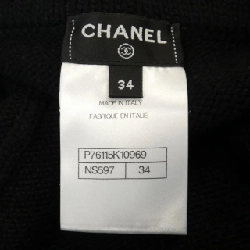 CHANEL
34
MADE IN ITALY
FABRIQUE EN ITALIE
P76115K10969
NS597 34